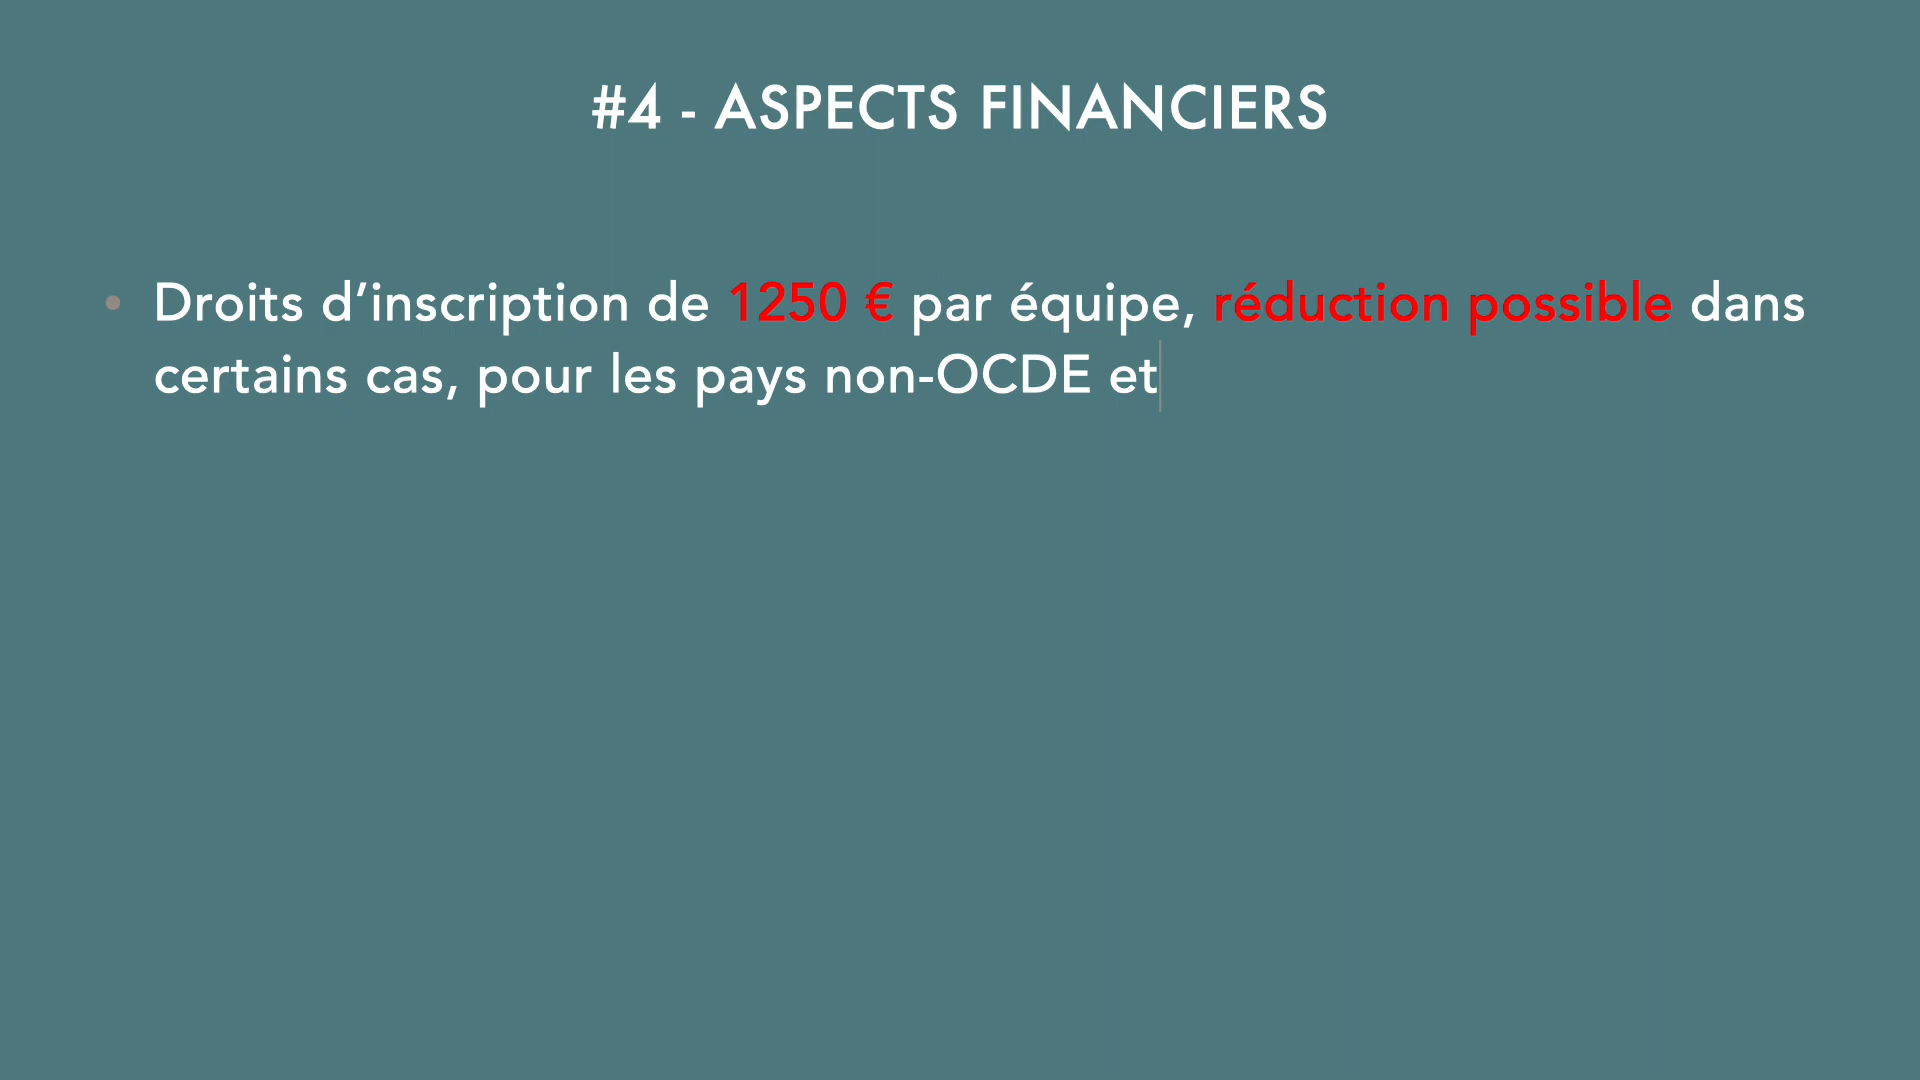 #4 - ASPECTS FINANCIERS
• Droits d’inscription de 1250 € par équipe, réduction possible dans
certains cas, pour les pays non-OCDE et